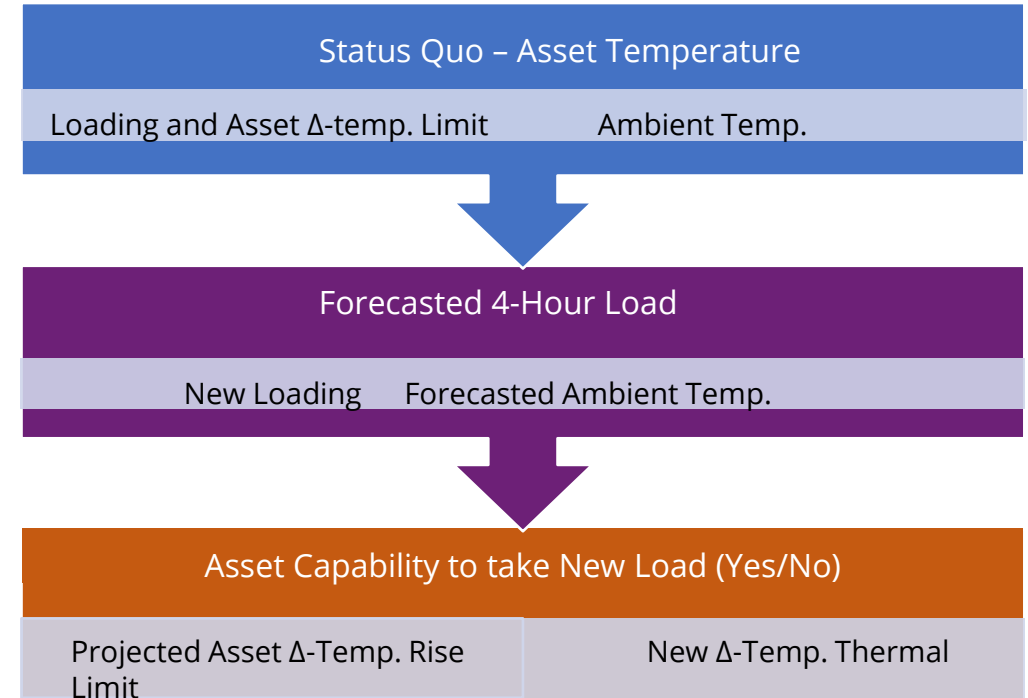 Status Quo – Asset Temperature
Loading and Asset Δ-temp. Limit Ambient Temp.
Forecasted 4-Hour Load
New Loading Forecasted Ambient Temp.
Asset Capability to take New Load (Yes/No)
Projected Asset Δ-Temp. Rise
Limit
New Δ-Temp. Thermal